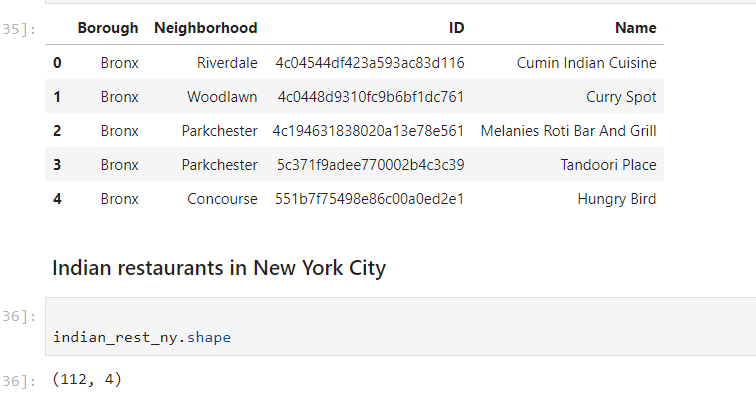 35]:
Borough Neighborhood ID Name
0 Bronx Riverdale 4c04544df423a593ac83d116 Cumin Indian Cuisine
1 Bronx Woodlawn 4c0448d9310fc9b6bf1dc761 Curry Spot
2 Bronx Parkchester 4c194631838020a13e78e561 Melanies Roti Bar And Grill
3 Bronx Parkchester 5c371f9adee770002b4c3c39 Tandoori Place
4 Bronx Concourse 551b7f75498e86c00a0ed2e1 Hungry Bird
Indian restaurants in New York City
36]:
indian_rest_ny.shape
36]: (112, 4)